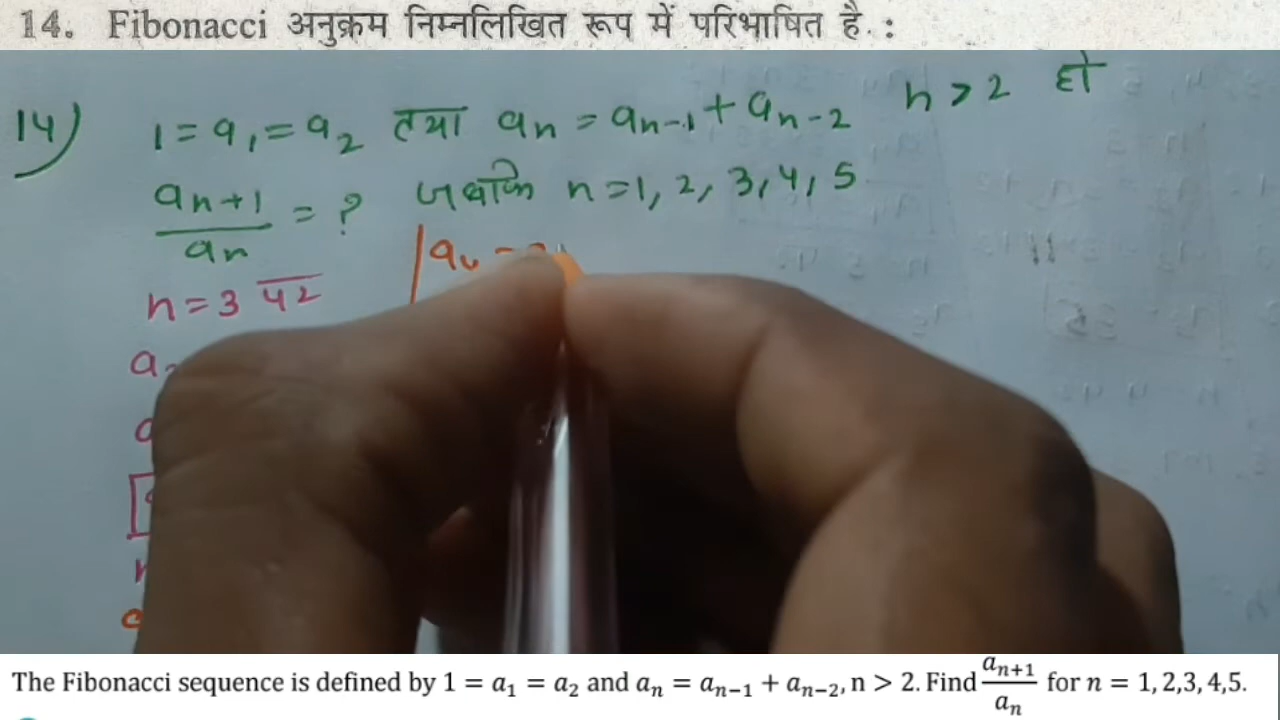 14. Fibonacci अनुक्रम निम्नलिखित रूप में परिभाषित है. :
14) 1 = a₁ = a₂ तथा aₙ = aₙ₋₁ + aₙ₋₂ n > 2 हो
aₙ₊₁/aₙ = ? जबकि n = 1, 2, 3, 4, 5
n = 3 पर
The Fibonacci sequence is defined by 1 = a₁ = a₂ and aₙ = aₙ₋₁ + aₙ₋₂, n > 2. Find aₙ₊₁/aₙ for n = 1, 2,3, 4,5.